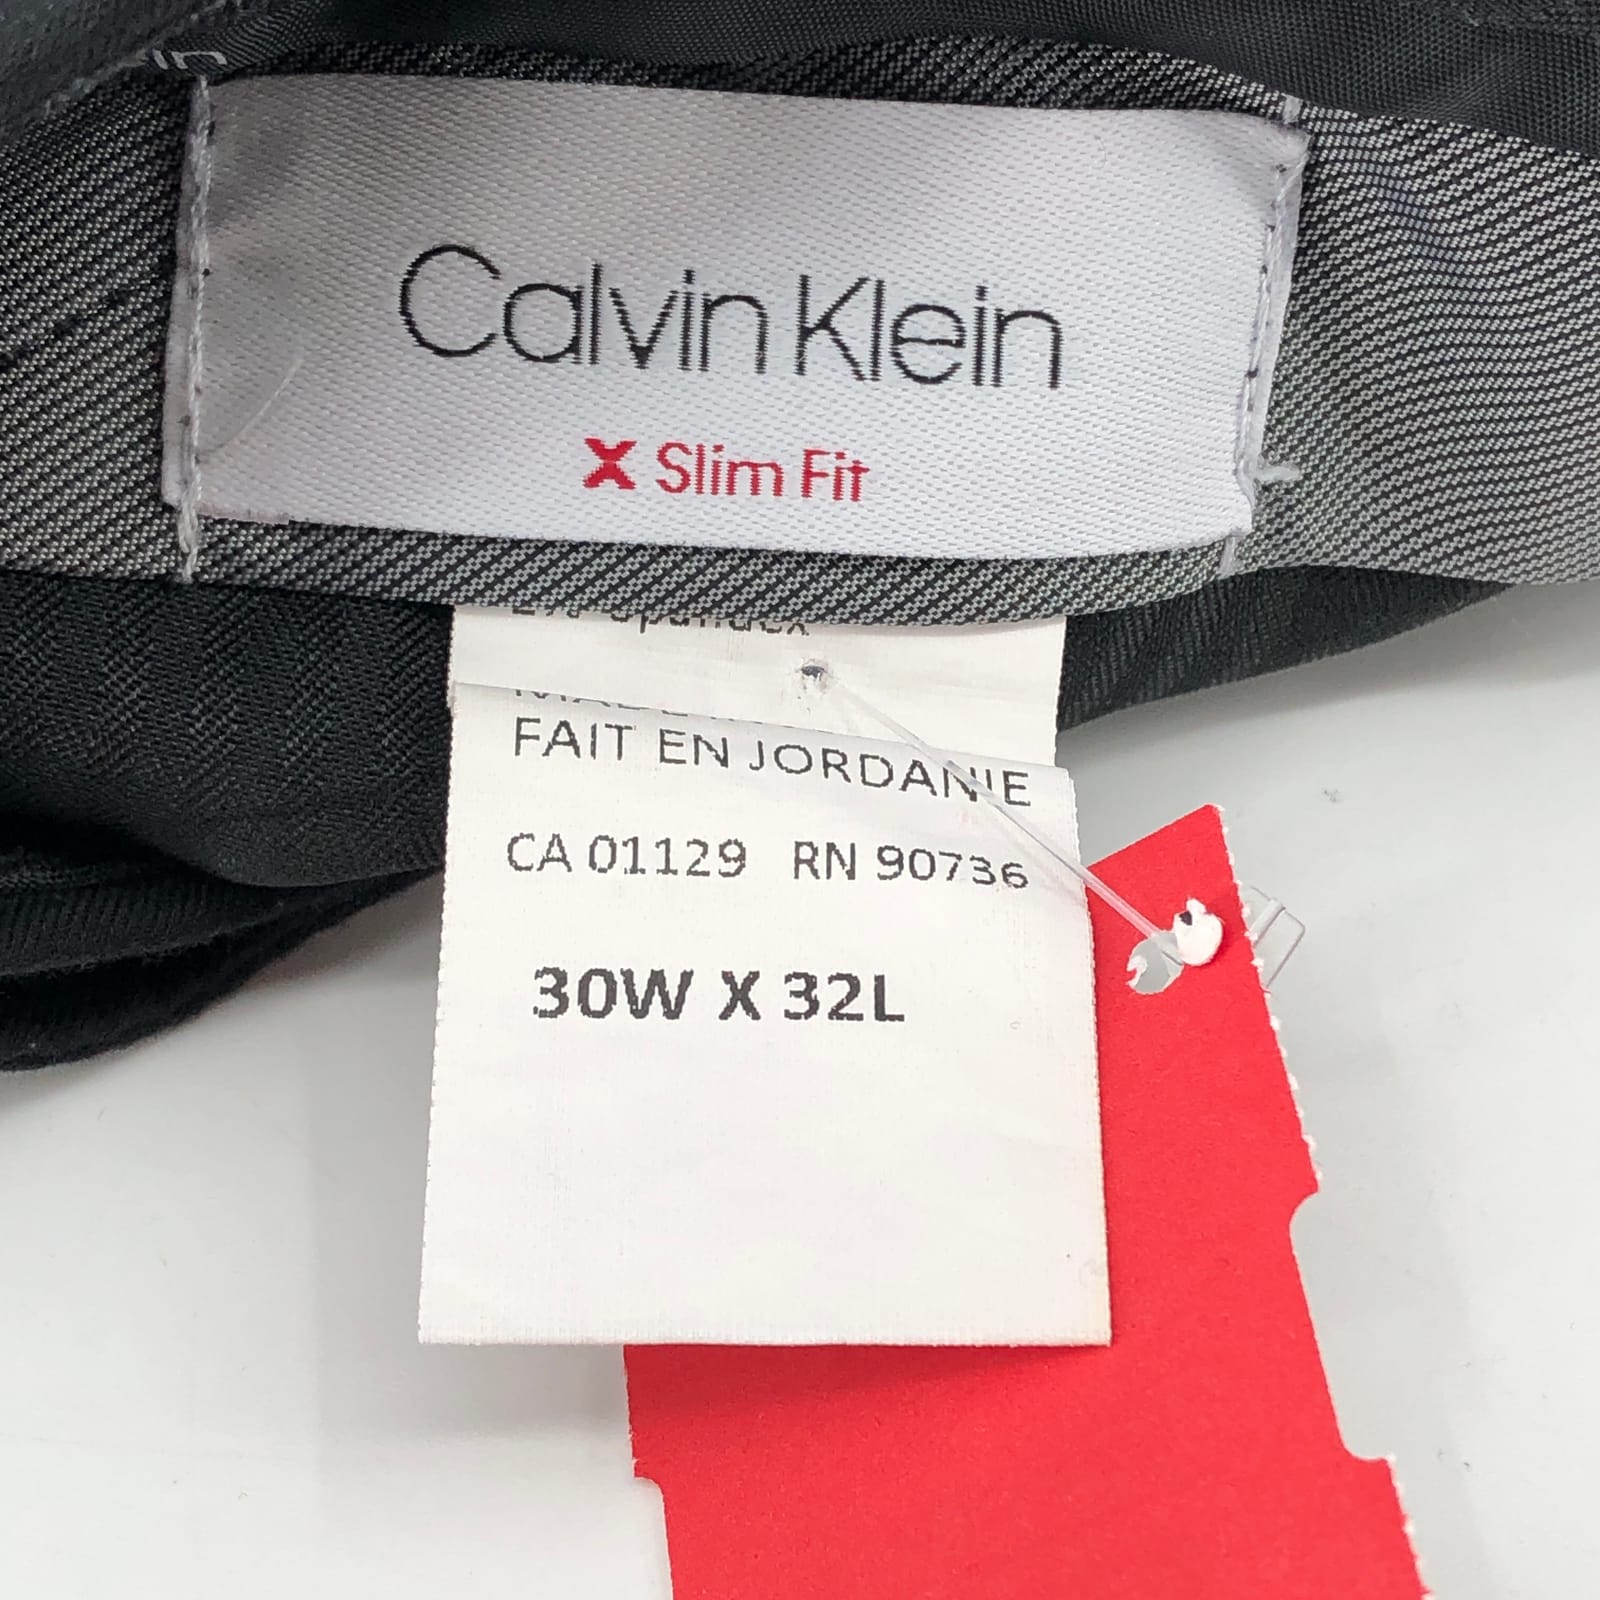 Calvin Klein
X Slim Fit
FAIT EN JORDANIE
CA 01129 RN 90736
30W X 32L